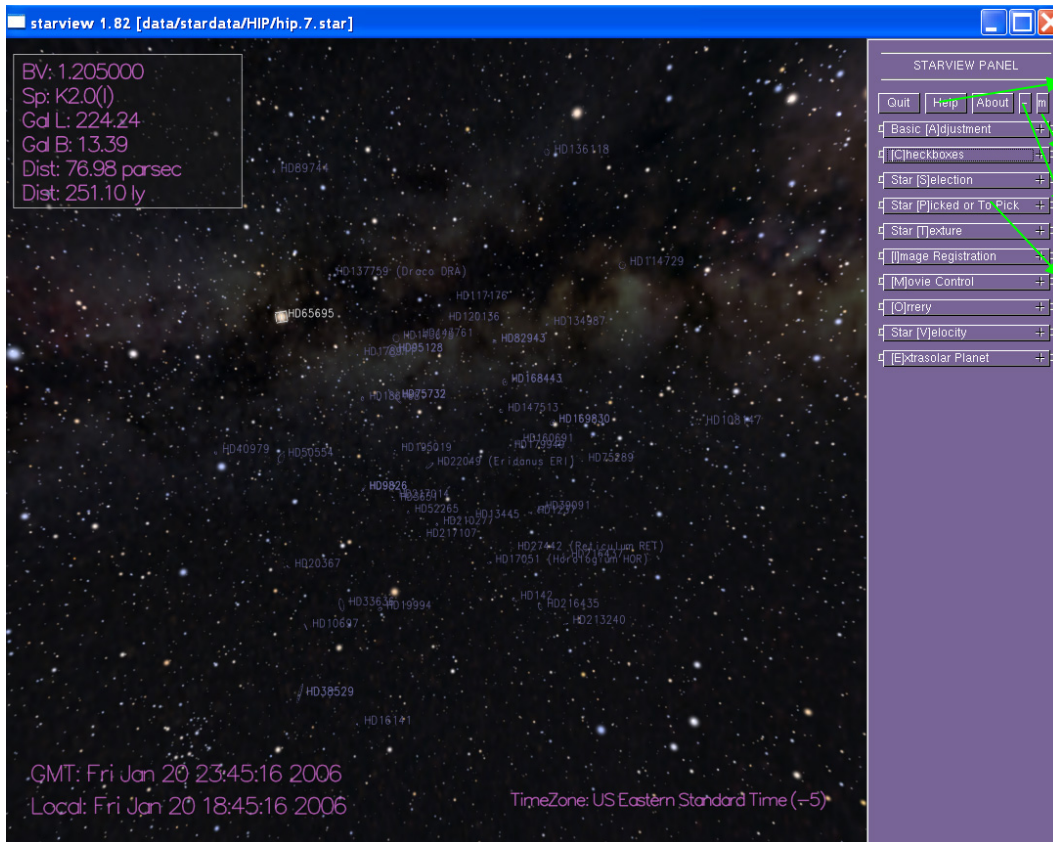 starview 1.82 [data/stardata/HIP/hip.7.star]
BV: 1.205000
Sp: K2.0(I)
Gal L: 224.24
Gal B: 13.39
Dist: 76.98 parsec
Dist: 251.10 ly
STARVIEW PANEL
Quit Help About - m
Basic [A]djustment +
[C]heckboxes +
Star [S]election +
Star [P]icked or To Pick +
Star [T]exture +
[I]mage Registration +
[M]ovie Control +
[O]rrery +
Star [V]elocity +
[E]xtrasolar Planet +
HD136118
HD89744
HD114729
HD137759 (Draco DRA)
HD117176
HD65695
HD120136
HD134987
HD82943
HD95128
HD168443
HD75732
HD147513
HD169830
HD108147
HD160691
HD179949
HD40979
HD50554
HD195019
HD22049 (Eridanus ERI)
HD75289
HD9826
HD217014
HD52265
HD13445
HD39091
HD210277
HD217107
HD27442 (Reticulum RET)
HD17051 (Horologium HOR)
HD20367
HD33636
HD19994
HD142
HD216435
HD10697
HD213240
HD38529
HD16141
GMT: Fri Jan 20 23:45:16 2006
Local: Fri Jan 20 18:45:16 2006
TimeZone: US Eastern Standard Time (-5)